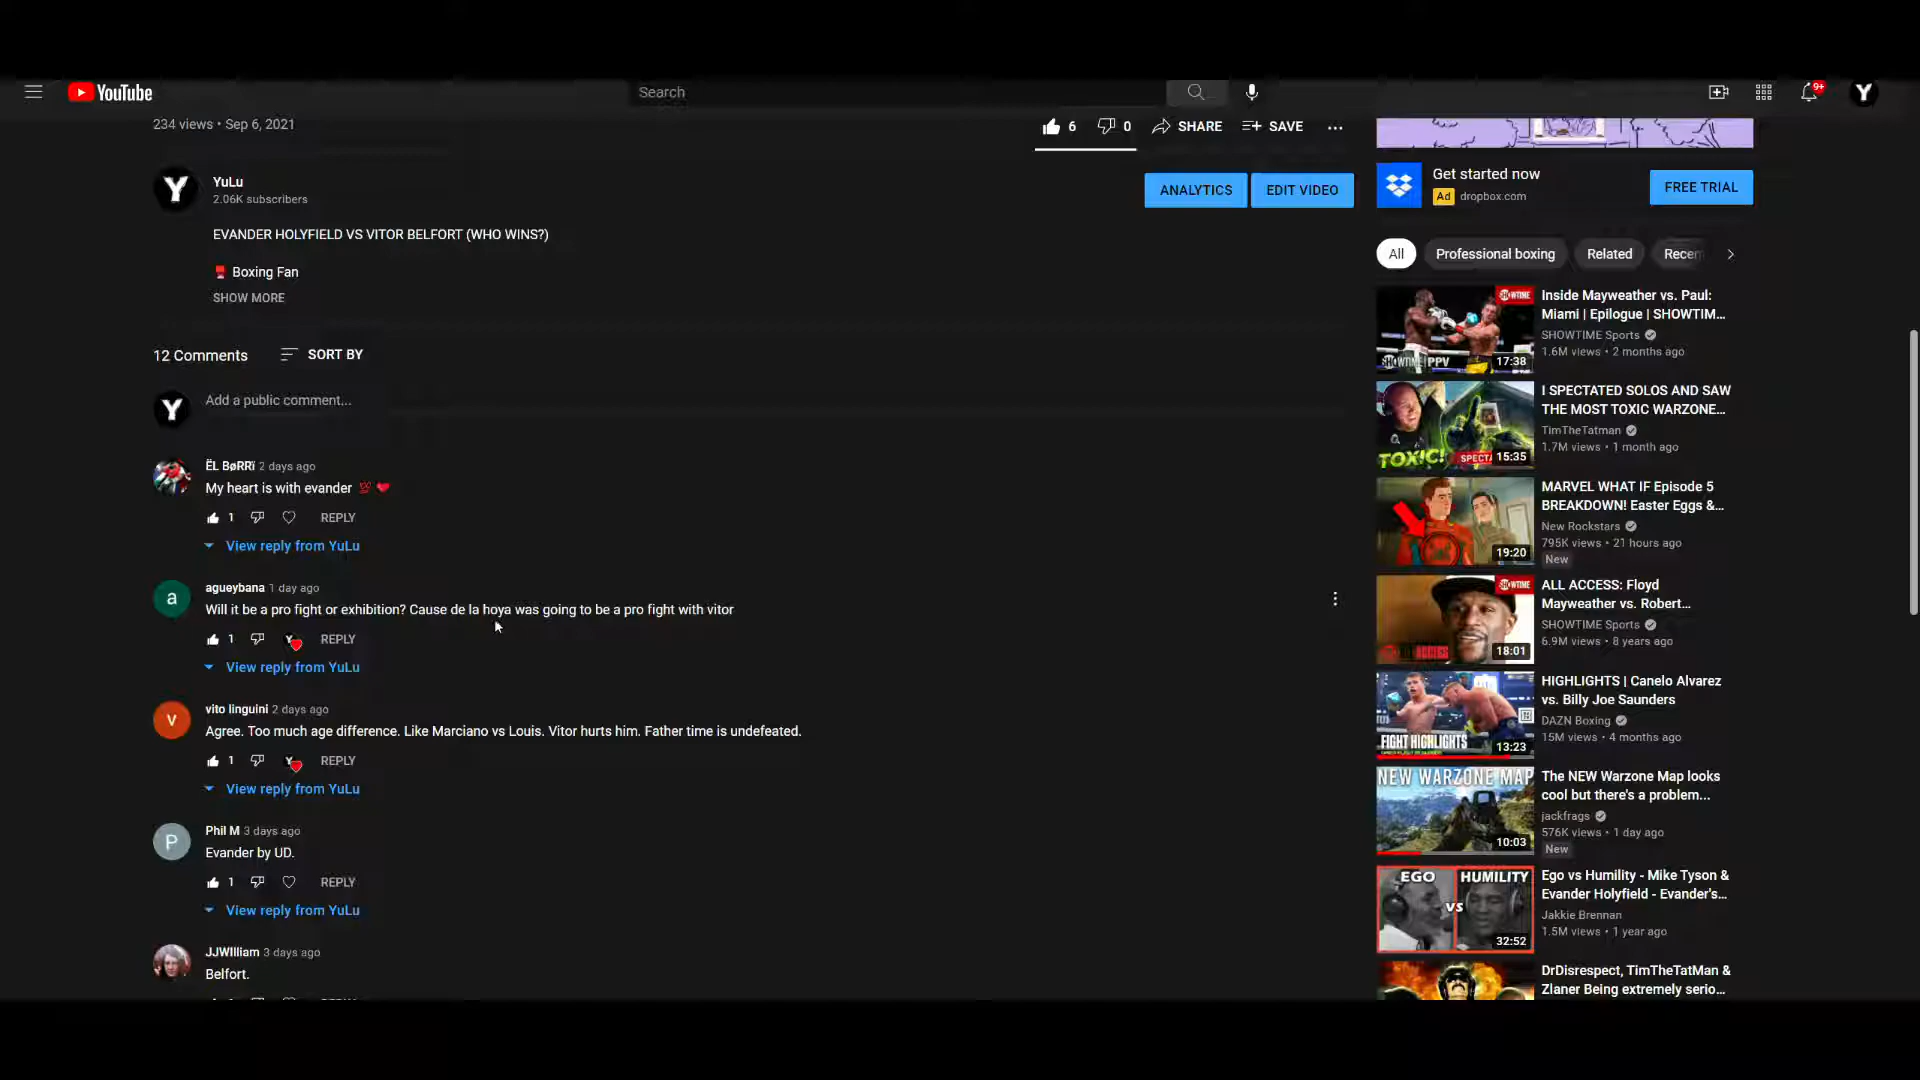 YouTube
Search
9+
Y
234 views • Sep 6, 2021
6
0
SHARE
SAVE
Y
YuLu
2.06K subscribers
ANALYTICS
EDIT VIDEO
EVANDER HOLYFIELD VS VITOR BELFORT (WHO WINS?)
Boxing Fan
SHOW MORE
12 Comments
SORT BY
Y
Add a public comment...
ËL BøRRï 2 days ago
My heart is with evander 💯 ❤
1
REPLY
View reply from YuLu
a
agueybana 1 day ago
Will it be a pro fight or exhibition? Cause de la hoya was going to be a pro fight with vitor
1
REPLY
View reply from YuLu
v
vito linguini 2 days ago
Agree. Too much age difference. Like Marciano vs Louis. Vitor hurts him. Father time is undefeated.
1
REPLY
View reply from YuLu
P
Phil M 3 days ago
Evander by UD.
1
REPLY
View reply from YuLu
JJWIlliam 3 days ago
Belfort.
Get started now
Ad dropbox.com
FREE TRIAL
All
Professional boxing
Related
Recen
SHOWTIME
SHOWTIME PPV
17:38
Inside Mayweather vs. Paul:
Miami | Epilogue | SHOWTIM...
SHOWTIME Sports
1.6M views • 2 months ago
TOXIC!
SPECTA
15:35
I SPECTATED SOLOS AND SAW
THE MOST TOXIC WARZONE...
TimTheTatman
1.7M views • 1 month ago
19:20
MARVEL WHAT IF Episode 5
BREAKDOWN! Easter Eggs &...
New Rockstars
795K views • 21 hours ago
New
SHOWTIME
18:01
ALL ACCESS: Floyd
Mayweather vs. Robert...
SHOWTIME Sports
6.9M views • 8 years ago
FIGHT HIGHLIGHTS
13:23
HIGHLIGHTS | Canelo Alvarez
vs. Billy Joe Saunders
DAZN Boxing
15M views • 4 months ago
NEW WARZONE MAP
10:03
The NEW Warzone Map looks
cool but there's a problem...
jackfrags
576K views • 1 day ago
New
EGO
VS
HUMILITY
32:52
Ego vs Humility - Mike Tyson &
Evander Holyfield - Evander's...
Jakkie Brennan
1.5M views • 1 year ago
DrDisrespect, TimTheTatMan &
Zlaner Being extremely serio...